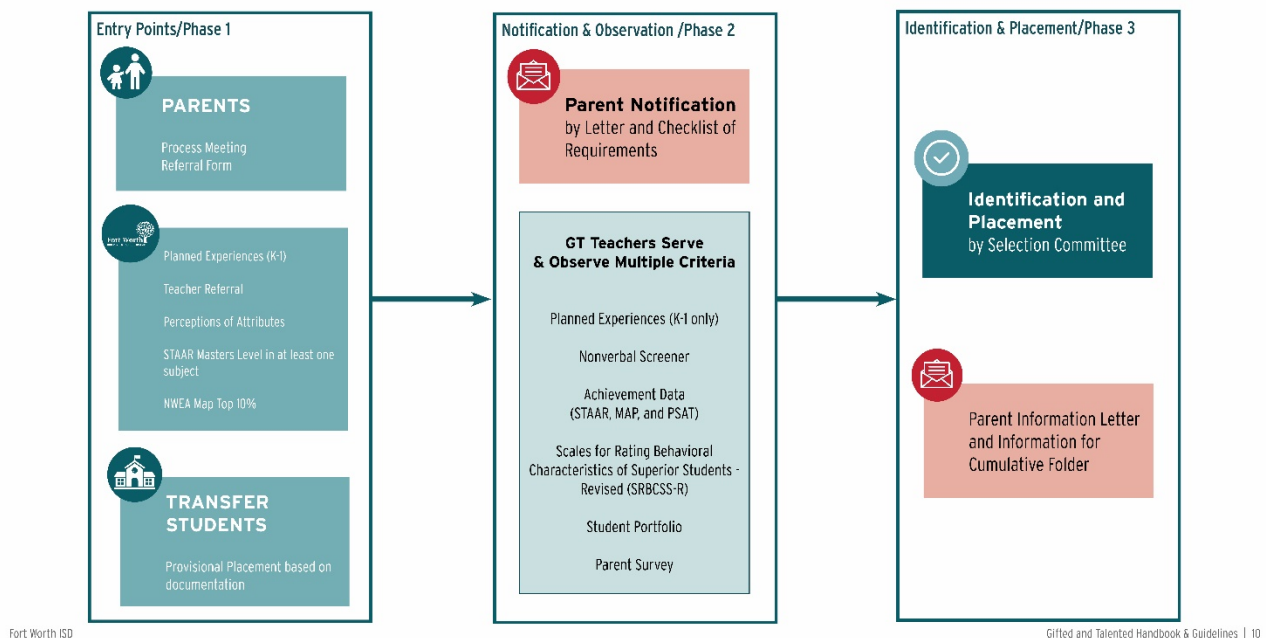 Entry Points/Phase 1
PARENTS
Process Meeting
Referral Form
Fort Worth
Planned Experiences (K-1)
Teacher Referral
Perceptions of Attributes
STAAR Masters Level in at least one
subject
NWEA Map Top 10%
TRANSFER
STUDENTS
Provisional Placement based on
documentation
Notification & Observation /Phase 2
Parent Notification
by Letter and Checklist of
Requirements
GT Teachers Serve
& Observe Multiple Criteria
Planned Experiences (K-1 only)
Nonverbal Screener
Achievement Data
(STAAR, MAP, and PSAT)
Scales for Rating Behavioral
Characteristics of Superior Students -
Revised (SRBCSS-R)
Student Portfolio
Parent Survey
Identification & Placement/Phase 3
Identification and
Placement
by Selection Committee
Parent Information Letter
and Information for
Cumulative Folder
Fort Worth ISD
Gifted and Talented Handbook & Guidelines | 10